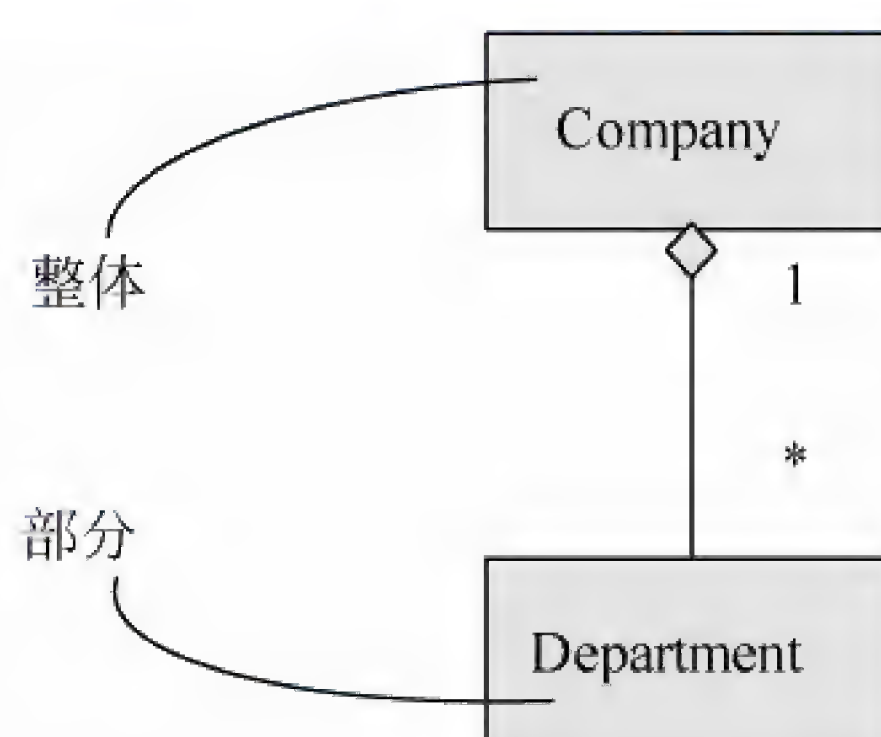 Company
整体
1
*
部分
Department